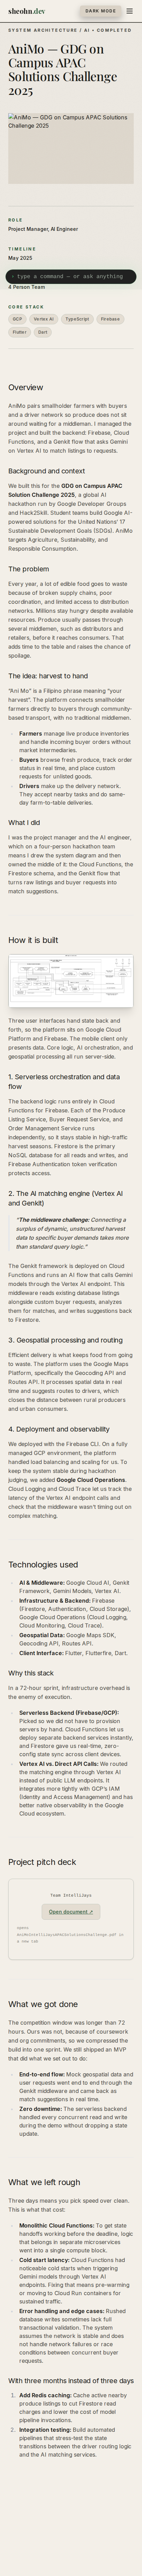 sheohn.dev
DARK MODE
SYSTEM ARCHITECTURE / AI • COMPLETED
AniMo — GDG on
Campus APAC
Solutions Challenge
2025
AniMo — GDG on Campus APAC Solutions
Challenge 2025
ROLE
Project Manager, AI Engineer
TIMELINE
May 2025
type a command — or ask anything
4 Person Team
CORE STACK
GCP
Vertex AI
TypeScript
Firebase
Flutter
Dart
Overview
AniMo pairs smallholder farmers with buyers
and a driver network so produce does not sit
around waiting for a middleman. I managed the
project and built the backend: Firebase, Cloud
Functions, and a Genkit flow that asks Gemini
on Vertex AI to match listings to requests.
Background and context
We built this for the GDG on Campus APAC
Solution Challenge 2025, a global AI
hackathon run by Google Developer Groups
and Hack2Skill. Student teams build Google AI-
powered solutions for the United Nations' 17
Sustainable Development Goals (SDGs). AniMo
targets Agriculture, Sustainability, and
Responsible Consumption.
The problem
Every year, a lot of edible food goes to waste
because of broken supply chains, poor
coordination, and limited access to distribution
networks. Millions stay hungry despite available
resources. Produce usually passes through
several middlemen, such as distributors and
retailers, before it reaches consumers. That
adds time to the table and raises the chance of
spoilage.
The idea: harvest to hand
"Ani Mo" is a Filipino phrase meaning "your
harvest". The platform connects smallholder
farmers directly to buyers through community-
based transport, with no traditional middlemen.
Farmers manage live produce inventories
and handle incoming buyer orders without
market intermediaries.
Buyers browse fresh produce, track order
status in real time, and place custom
requests for unlisted goods.
Drivers make up the delivery network.
They accept nearby tasks and do same-
day farm-to-table deliveries.
What I did
I was the project manager and AI engineer,
which on a four-person hackathon team
means I drew the system diagram and then
owned the middle of it: the Cloud Functions, the
Firestore schema, and the Genkit flow that
turns raw listings and buyer requests into
match suggestions.
How it is built
Three user interfaces hand state back and
forth, so the platform sits on Google Cloud
Platform and Firebase. The mobile client only
presents data. Core logic, AI orchestration, and
geospatial processing all run server-side.
1. Serverless orchestration and data
flow
The backend logic runs entirely in Cloud
Functions for Firebase. Each of the Produce
Listing Service, Buyer Request Service, and
Order Management Service runs
independently, so it stays stable in high-traffic
harvest seasons. Firestore is the primary
NoSQL database for all reads and writes, and
Firebase Authentication token verification
protects access.
2. The AI matching engine (Vertex AI
and Genkit)
"The middleware challenge: Connecting a
surplus of dynamic, unstructured harvest
data to specific buyer demands takes more
than standard query logic."
The Genkit framework is deployed on Cloud
Functions and runs an AI flow that calls Gemini
models through the Vertex AI endpoint. This
middleware reads existing database listings
alongside custom buyer requests, analyzes
them for matches, and writes suggestions back
to Firestore.
3. Geospatial processing and routing
Efficient delivery is what keeps food from going
to waste. The platform uses the Google Maps
Platform, specifically the Geocoding API and
Routes API. It processes spatial data in real
time and suggests routes to drivers, which
closes the distance between rural producers
and urban consumers.
4. Deployment and observability
We deployed with the Firebase CLI. On a fully
managed GCP environment, the platform
handled load balancing and scaling for us. To
keep the system stable during hackathon
judging, we added Google Cloud Operations.
Cloud Logging and Cloud Trace let us track the
latency of the Vertex AI endpoint calls and
check that the middleware wasn't timing out on
complex matching.
Technologies used
AI & Middleware: Google Cloud AI, Genkit
Framework, Gemini Models, Vertex AI.
Infrastructure & Backend: Firebase
(Firestore, Authentication, Cloud Storage),
Google Cloud Operations (Cloud Logging,
Cloud Monitoring, Cloud Trace).
Geospatial Data: Google Maps SDK,
Geocoding API, Routes API.
Client Interface: Flutter, Flutterfire, Dart.
Why this stack
In a 72-hour sprint, infrastructure overhead is
the enemy of execution.
Serverless Backend (Firebase/GCP):
Picked so we did not have to provision
servers by hand. Cloud Functions let us
deploy separate backend pieces instantly,
and Firestore gave us real-time, zero-
config state sync across client devices.
Vertex AI vs. Direct API Calls: We routed
the matching engine through Vertex AI
instead of public LLM endpoints. It
integrates more tightly with GCP's IAM
(Identity and Access Management) and has
better native observability in the Google
Cloud ecosystem.
Project pitch deck
Team Intellijays
Open document ↗
What we got done
The competition window was longer than 72
hours. Ours was not, because of coursework
and org commitments, so we compressed the
build into one sprint. We still shipped an MVP
that did what we set out to do:
End-to-end flow: Mock geospatial data and
user requests went end to end through the
Genkit middleware and came back as
match suggestions in real time.
Zero downtime: The serverless backend
handled every concurrent read and write
during the demo without dropping a state
update.
What we left rough
Three days means you pick speed over clean.
This is what that cost:
Monolithic Cloud Functions: To get state
handoffs working before the deadline, logic
that belongs in separate microservices
went into a single compute block.
Cold start latency: Cloud Functions had
noticeable cold starts when triggering
Gemini models through Vertex AI
endpoints. Fixing that means pre-warming
or moving to Cloud Run containers for
sustained traffic.
Error handling and edge cases: Rushed
database writes sometimes lack full
transactional validation. The system
assumes the network is stable and does
not handle network failures or race
conditions between concurrent buyer
requests.
With three months instead of three days
1. Add Redis caching: Cache active nearby
produce listings to cut Firestore read
charges and lower the cost of model
pipeline invocations.
2. Integration testing: Build automated
pipelines that stress-test the state
transitions between the driver routing logic
and the AI matching services.